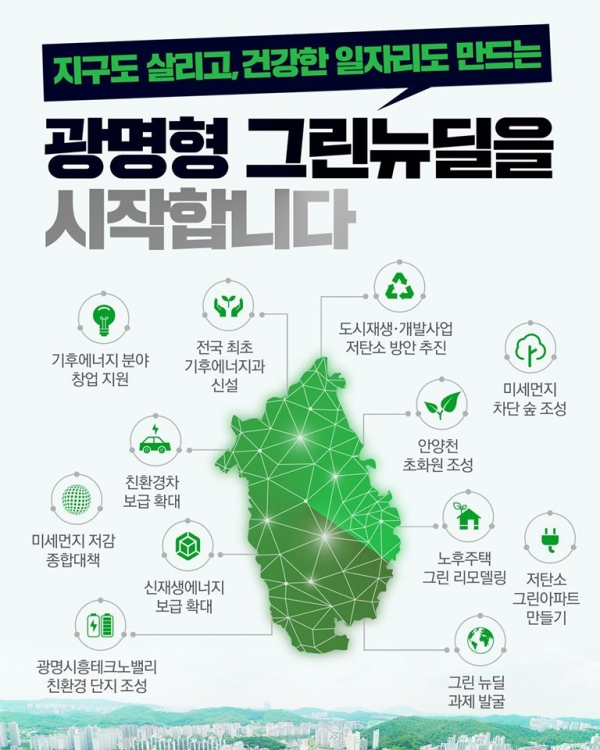 지구도 살리고, 건강한 일자리도 만드는
광명형 그린뉴딜을
시작합니다
기후에너지 분야
창업 지원
전국 최초
기후에너지과
신설
도시재생·개발사업
저탄소 방안 추진
미세먼지
차단 숲 조성
안양천
초화원 조성
친환경차
보급 확대
미세먼지 저감
종합대책
신재생에너지
보급 확대
노후주택
그린 리모델링
저탄소
그린아파트
만들기
광명시흥테크노밸리
친환경 단지 조성
그린 뉴딜
과제 발굴